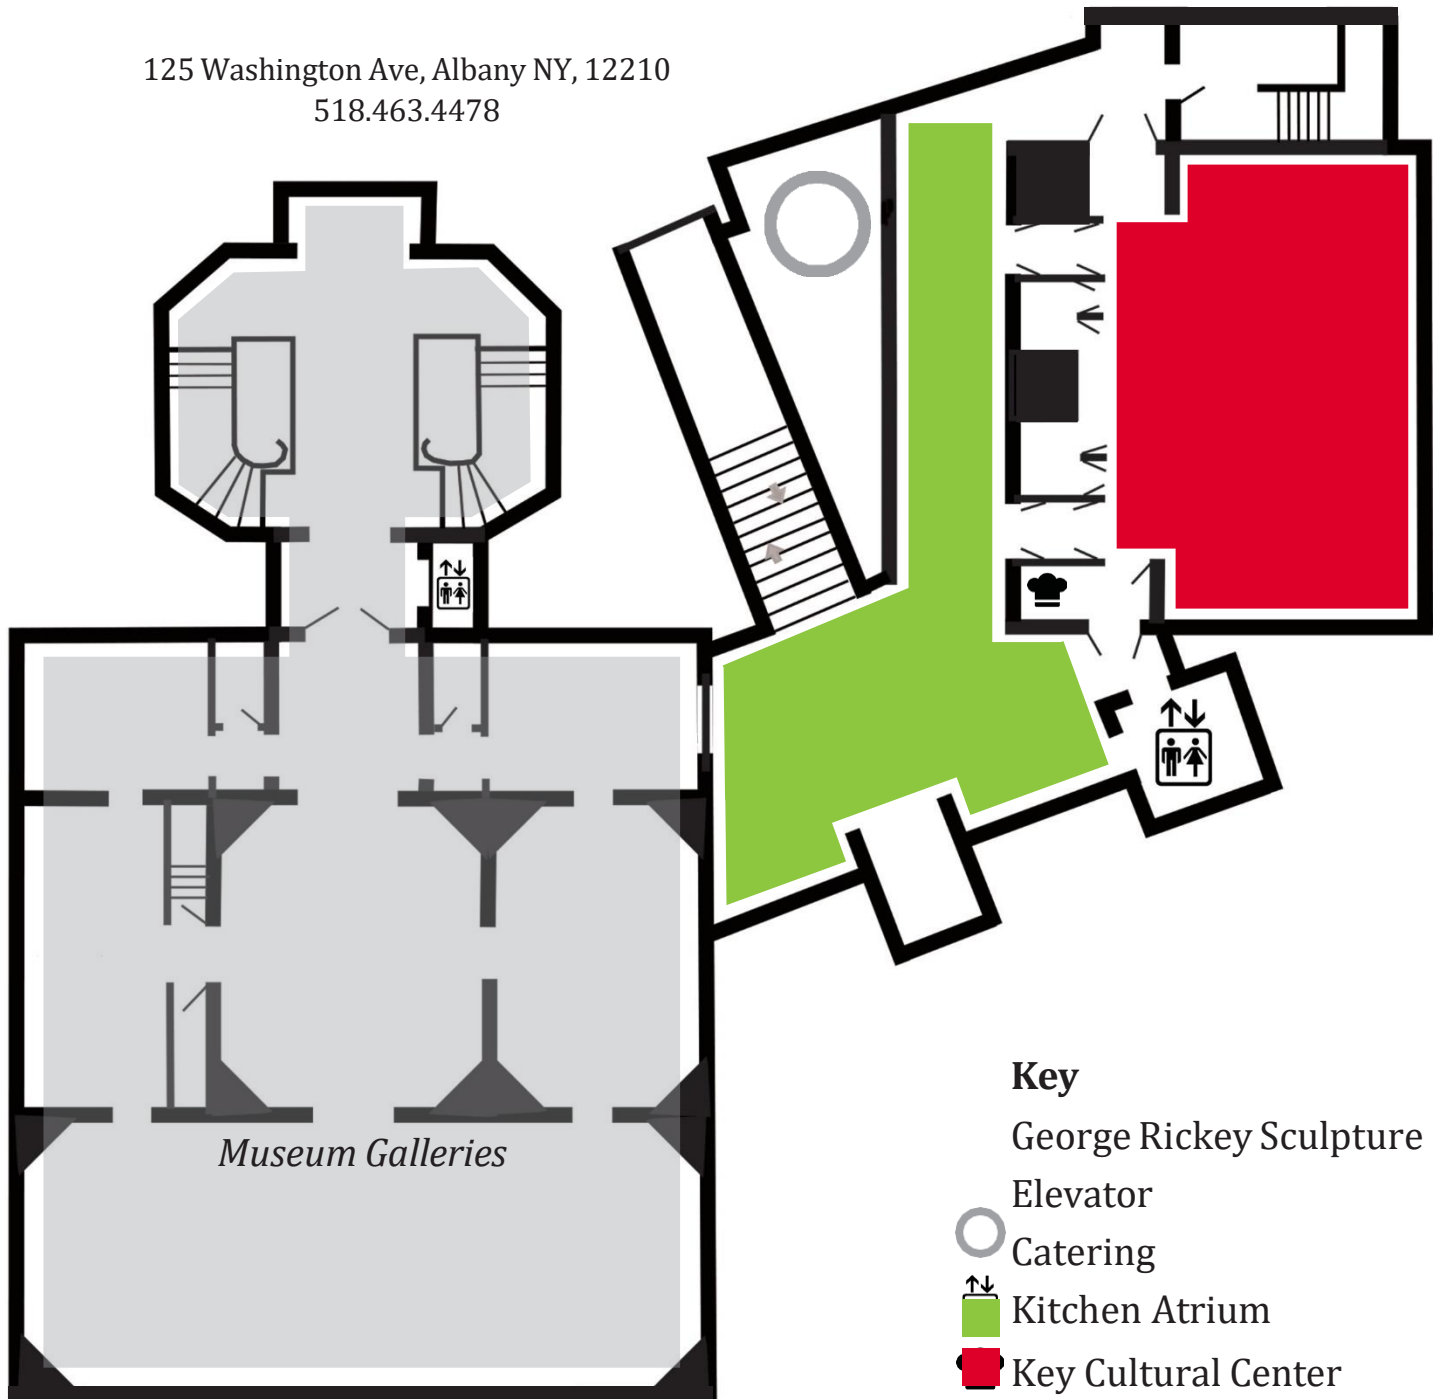 125 Washington Ave, Albany NY, 12210
518.463.4478
Museum Galleries
Key
George Rickey Sculpture
Elevator
Catering
Kitchen Atrium
Key Cultural Center